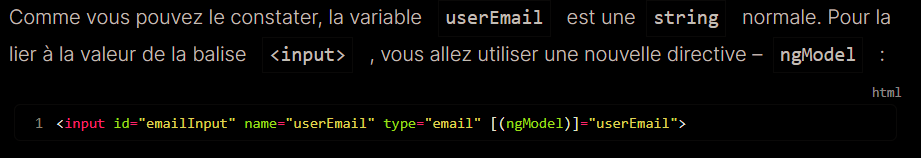 Comme vous pouvez le constater, la variable userEmail est une string normale. Pour la
lier à la valeur de la balise <input> , vous allez utiliser une nouvelle directive – ngModel :
html
1 <input id="emailInput" name="userEmail" type="email" [(ngModel)]="userEmail">